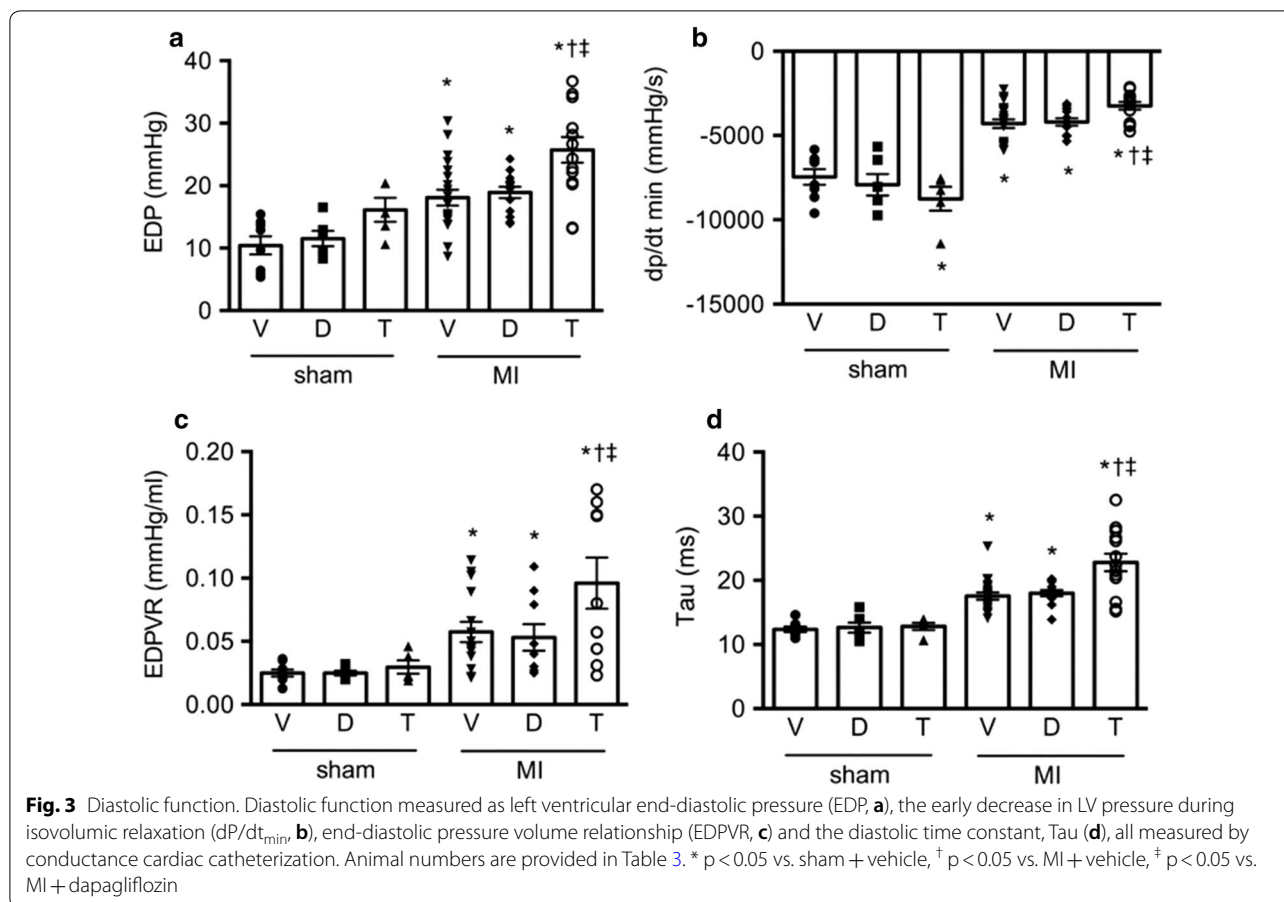 a
EDP (mmHg)
40
30
20
10
0
*
*
*†‡
V D T V D T
sham MI
b
dp/dt min (mmHg/s)
0
-5000
-10000
-15000
*
*
*
*†‡
V D T V D T
sham MI
c
EDPVR (mmHg/ml)
0.20
0.15
0.10
0.05
0.00
*
*
*†‡
V D T V D T
sham MI
d
Tau (ms)
40
30
20
10
0
*
*
*†‡
V D T V D T
sham MI
Fig. 3 Diastolic function. Diastolic function measured as left ventricular end-diastolic pressure (EDP, a), the early decrease in LV pressure during
isovolumic relaxation (dP/dtmin, b), end-diastolic pressure volume relationship (EDPVR, c) and the diastolic time constant, Tau (d), all measured by
conductance cardiac catheterization. Animal numbers are provided in Table 3. * p < 0.05 vs. sham + vehicle, † p < 0.05 vs. MI + vehicle, ‡ p < 0.05 vs.
MI + dapagliflozin